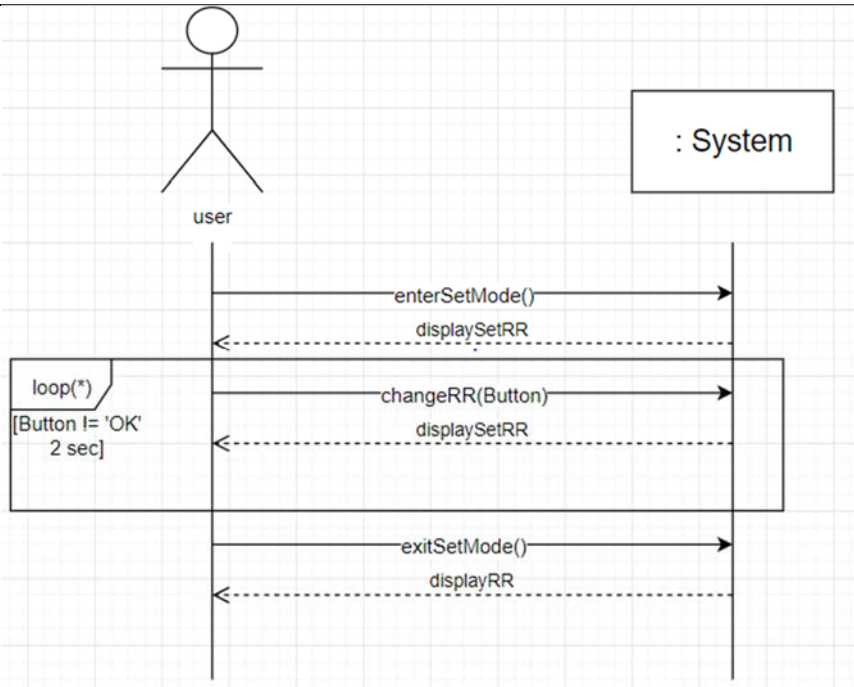 : System
user
enterSetMode()
displaySetRR
loop(*)
changeRR(Button)
[Button != 'OK'
2 sec]
displaySetRR
exitSetMode()
displayRR